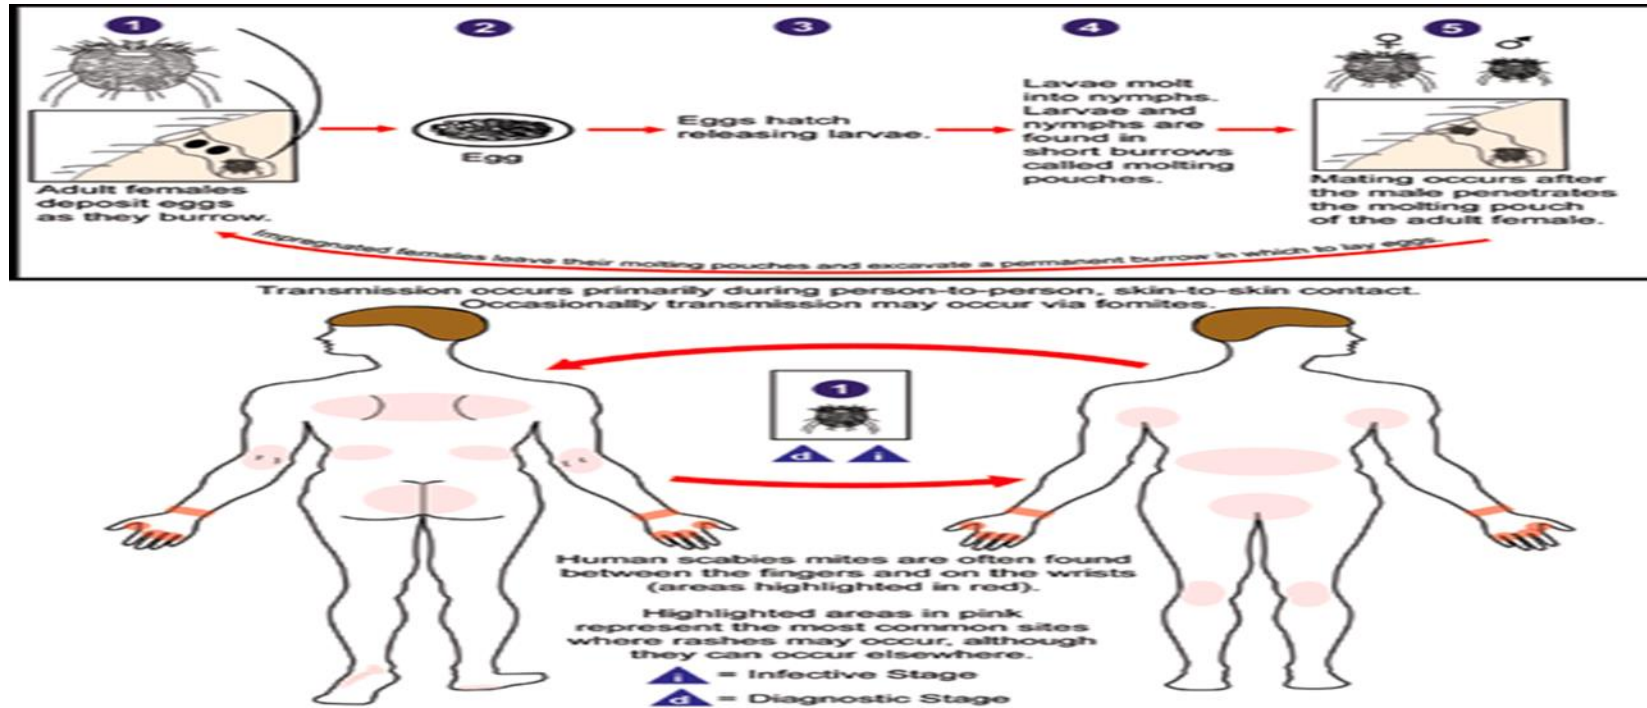 1
2
3
4
5
♀
♂
Egg
Adult females
deposit eggs
as they burrow.
Eggs hatch
releasing larvae.
Lavae molt
into nymphs.
Larvae and
nymphs are
found in
short burrows
called molting
pouches.
Mating occurs after
the male penetrates
the molting pouch
of the adult female.
Impregnated females leave their molting pouches and excavate a permanent burrow in which to lay eggs.
Transmission occurs primarily during person-to-person, skin-to-skin contact.
Occasionally transmission may occur via fomites.
1
d
i
Human scabies mites are often found
between the fingers and on the wrists
(areas highlighted in red).
Highlighted areas in pink
represent the most common sites
where rashes may occur, although
they can occur elsewhere.
i = Infective Stage
d = Diagnostic Stage